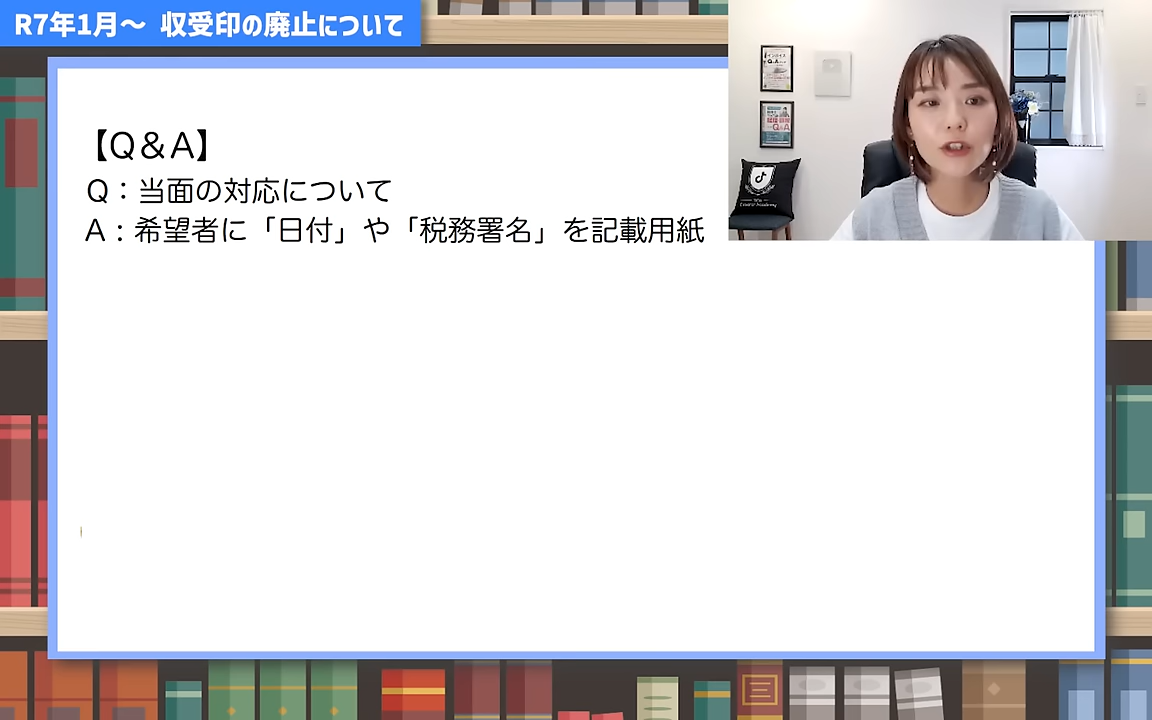 R7年1月～ 収受印の廃止について
【Q＆A】
Q：当面の対応について
A：希望者に「日付」や「税務署名」を記載用紙
Q&A
Q&A